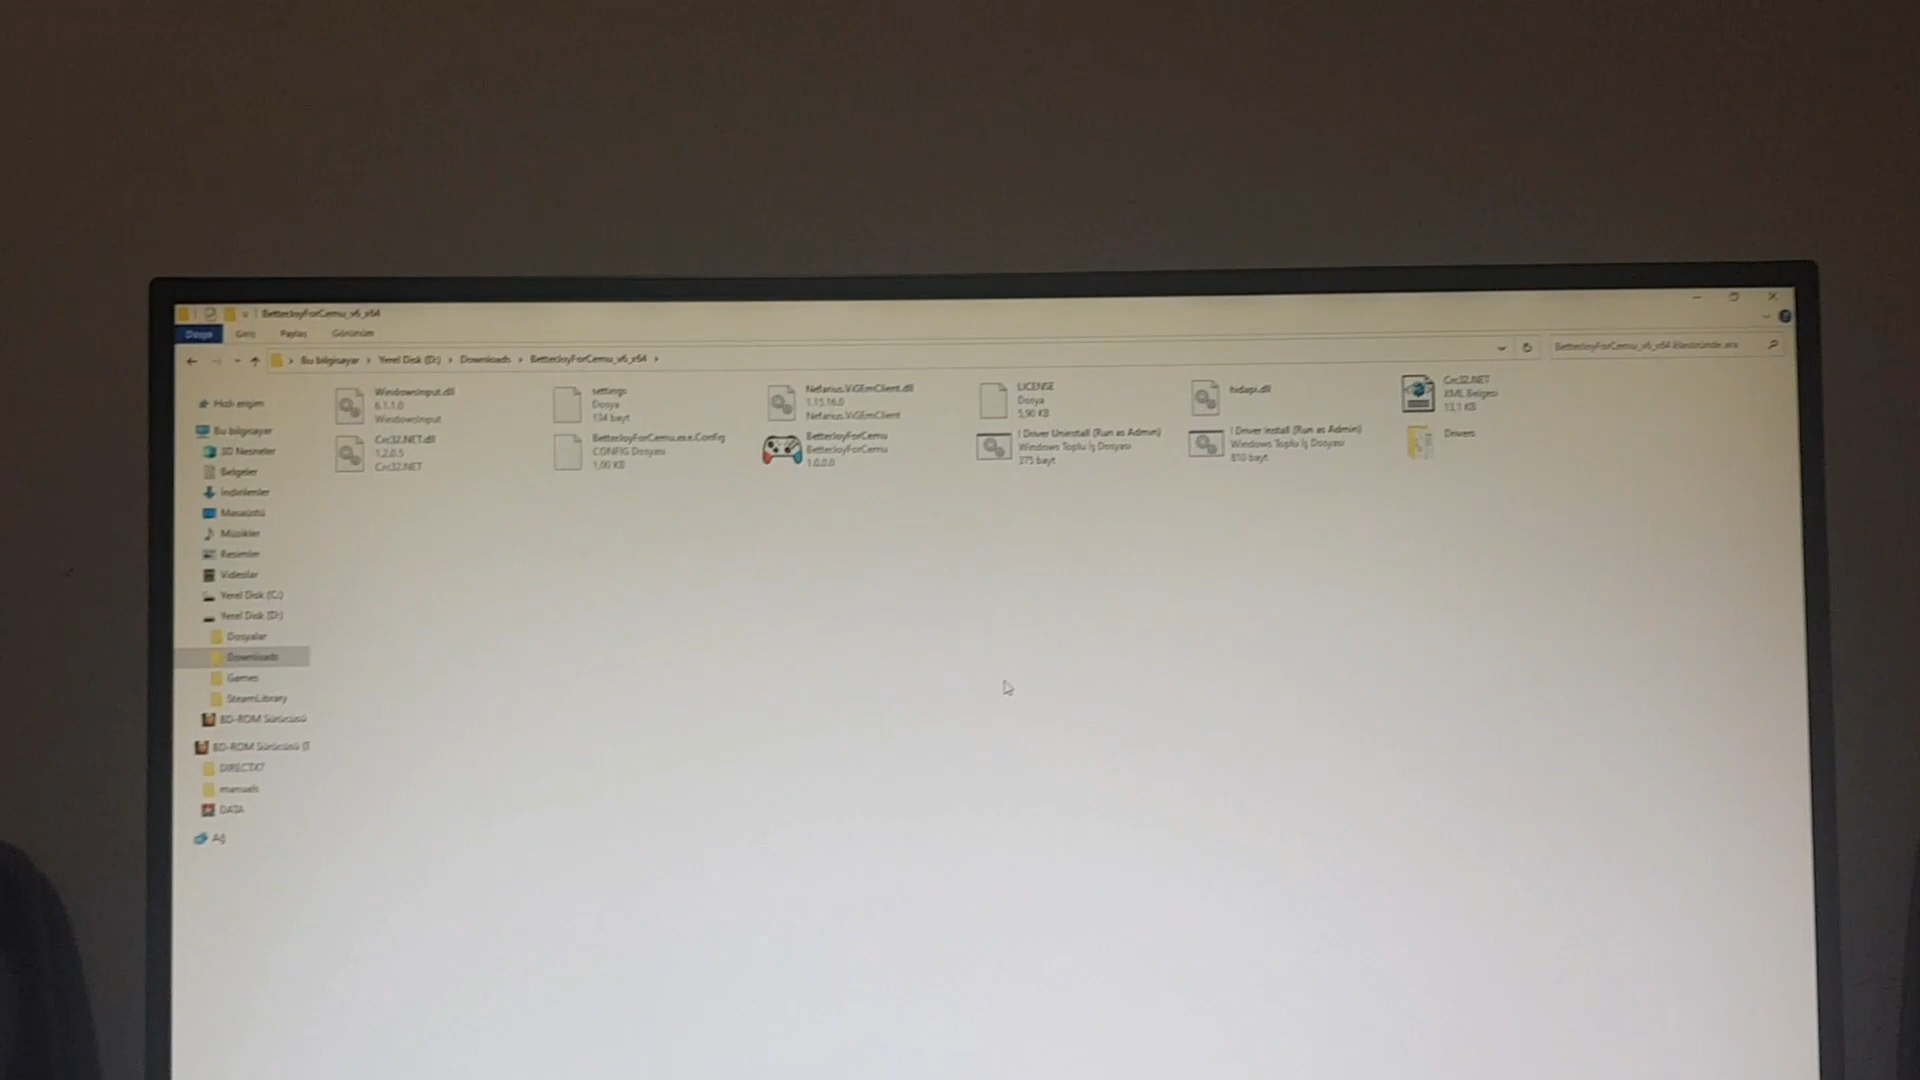 BetterJoyForCemu_v6_x64
Dosya Giriş Paylaş Görünüm
Bu bilgisayar > Yerel Disk (D:) > Downloads > BetterJoyForCemu_v6_x64 >
BetterJoyForCemu_v6_x64 klasöründe ara
WindowsInput.dll
6.1.1.0
WindowsInput
settings
Dosya
134 bayt
Nefarius.ViGEmClient.dll
1.15.16.0
Nefarius.ViGEmClient
LICENSE
Dosya
5,90 KB
hidapi.dll
Crc32.NET
XML Belgesi
13,1 KB
Crc32.NET.dll
1.2.0.5
Crc32.NET
BetterJoyForCemu.exe.Config
CONFIG Dosyası
1,00 KB
BetterJoyForCemu
BetterJoyForCemu
1.0.0.0
! Driver Uninstall (Run as Admin)
Windows Toplu İş Dosyası
375 bayt
! Driver Install (Run as Admin)
Windows Toplu İş Dosyası
810 bayt
Drivers
Hızlı erişim
Bu bilgisayar
3D Nesneler
Belgeler
İndirilenler
Masaüstü
Müzikler
Resimler
Videolar
Yerel Disk (C:)
Yerel Disk (D:)
Dosyalar
Downloads
Games
SteamLibrary
BD-ROM Sürücüsü
BD-ROM Sürücüsü (
DIRECTX7
manuals
DATA
Ağ